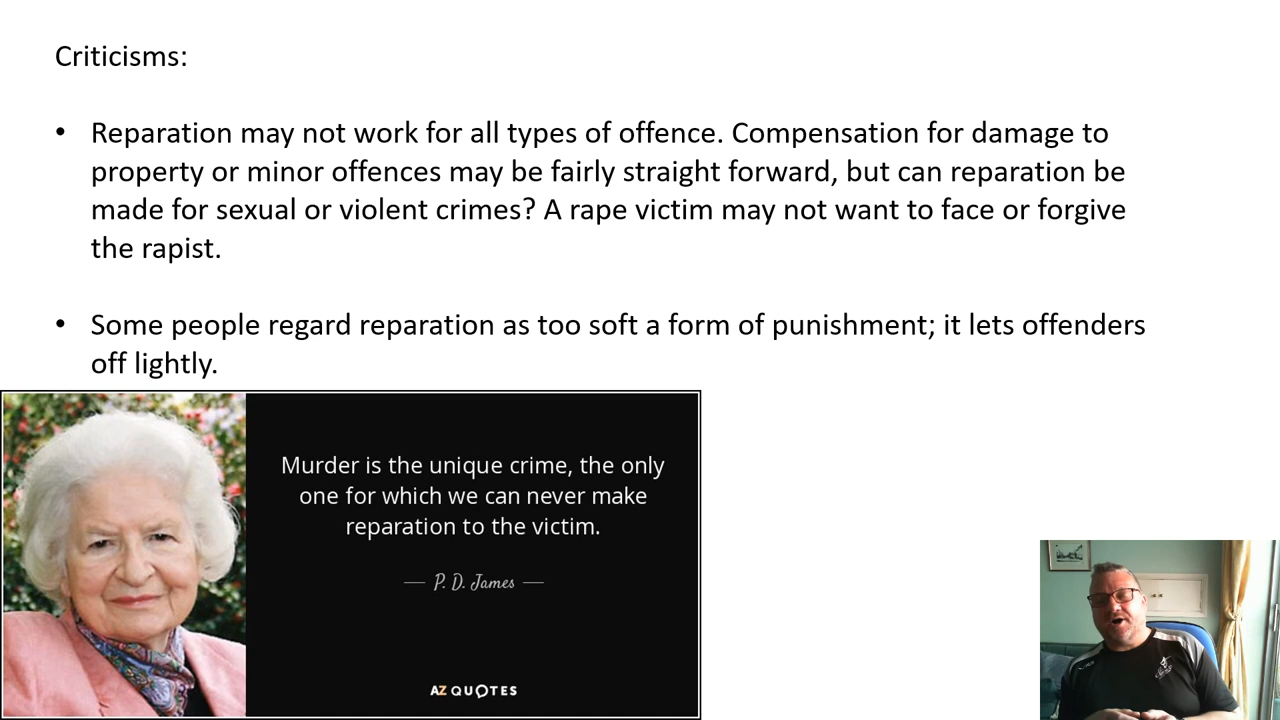 Criticisms:
• Reparation may not work for all types of offence. Compensation for damage to
property or minor offences may be fairly straight forward, but can reparation be
made for sexual or violent crimes? A rape victim may not want to face or forgive
the rapist.
• Some people regard reparation as too soft a form of punishment; it lets offenders
off lightly.
Murder is the unique crime, the only
one for which we can never make
reparation to the victim.
— P. D. James —
AZ QUOTES